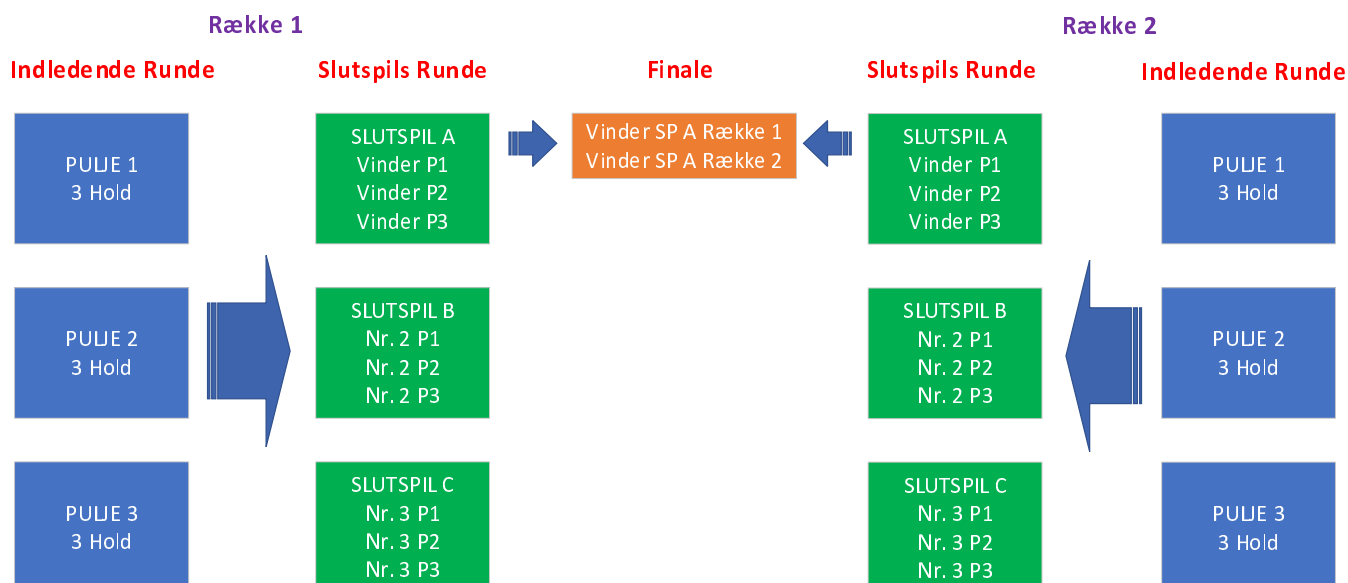 Række 1
Række 2
Indledende Runde
Slutspils Runde
Finale
Slutspils Runde
Indledende Runde
PULJE 1
3 Hold
SLUTSPIL A
Vinder P1
Vinder P2
Vinder P3
Vinder SP A Række 1
Vinder SP A Række 2
SLUTSPIL A
Vinder P1
Vinder P2
Vinder P3
PULJE 1
3 Hold
PULJE 2
3 Hold
SLUTSPIL B
Nr. 2 P1
Nr. 2 P2
Nr. 2 P3
SLUTSPIL B
Nr. 2 P1
Nr. 2 P2
Nr. 2 P3
PULJE 2
3 Hold
PULJE 3
3 Hold
SLUTSPIL C
Nr. 3 P1
Nr. 3 P2
Nr. 3 P3
SLUTSPIL C
Nr. 3 P1
Nr. 3 P2
Nr. 3 P3
PULJE 3
3 Hold